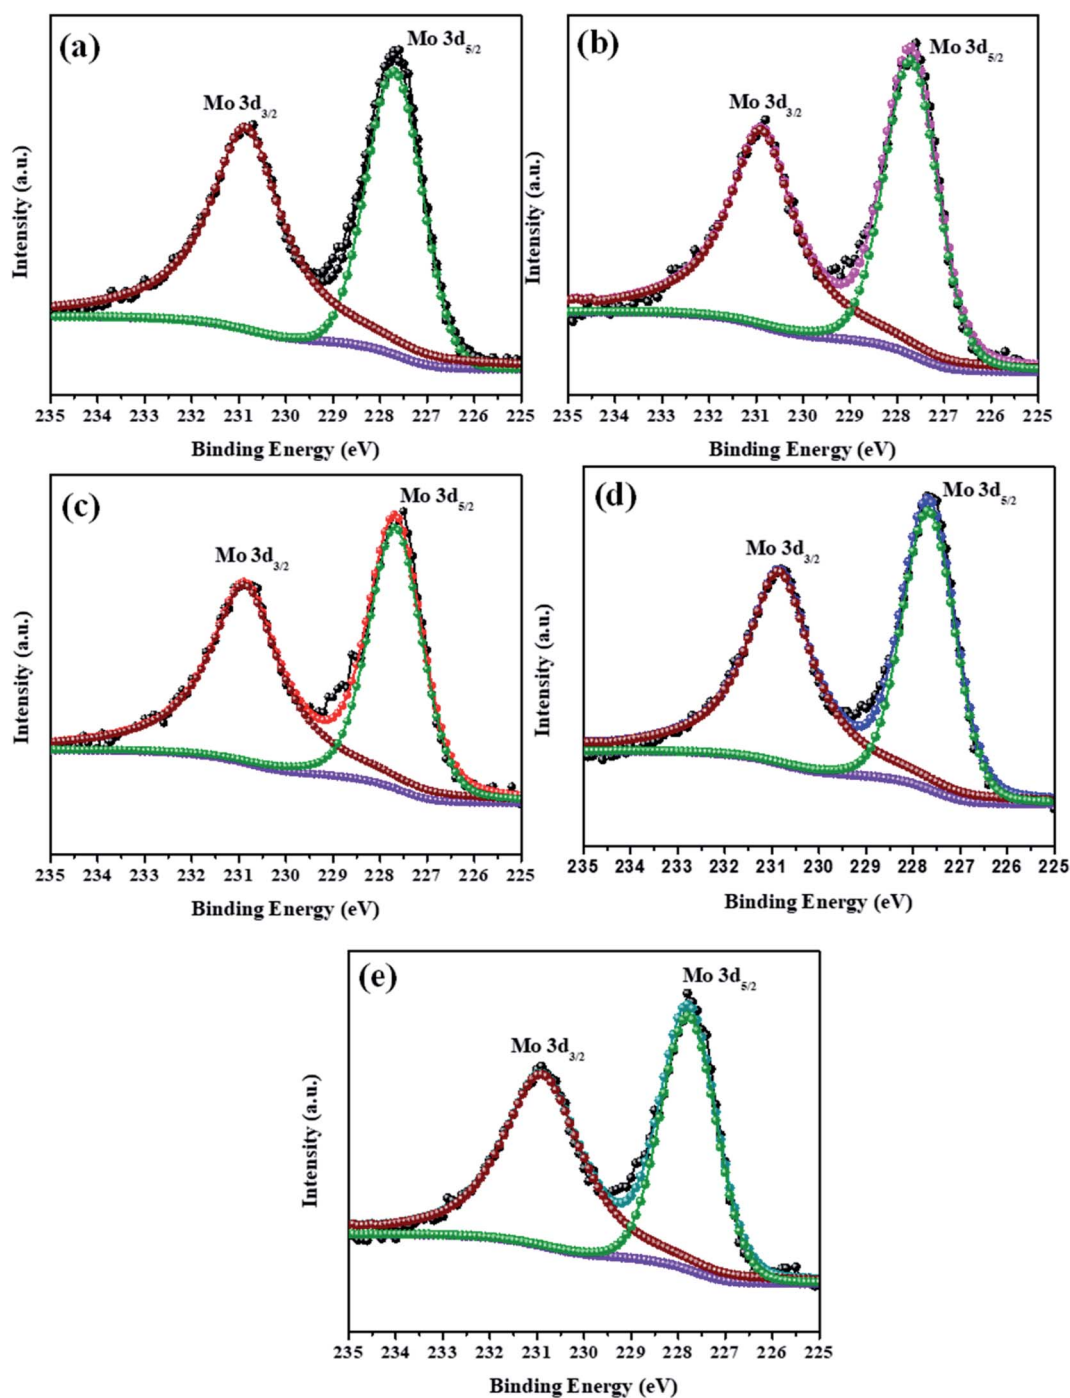 (a)
Mo 3d5/2
Mo 3d3/2
Intensity (a.u.)
235 234 233 232 231 230 229 228 227 226 225
Binding Energy (eV)
(b)
Mo 3d5/2
Mo 3d3/2
Intensity (a.u.)
235 234 233 232 231 230 229 228 227 226 225
Binding Energy (eV)
(c)
Mo 3d5/2
Mo 3d3/2
Intensity (a.u.)
235 234 233 232 231 230 229 228 227 226 225
Binding Energy (eV)
(d)
Mo 3d5/2
Mo 3d3/2
Intensity (a.u.)
235 234 233 232 231 230 229 228 227 226 225
Binding Energy (eV)
(e)
Mo 3d5/2
Mo 3d3/2
Intensity (a.u.)
235 234 233 232 231 230 229 228 227 226 225
Binding Energy (eV)